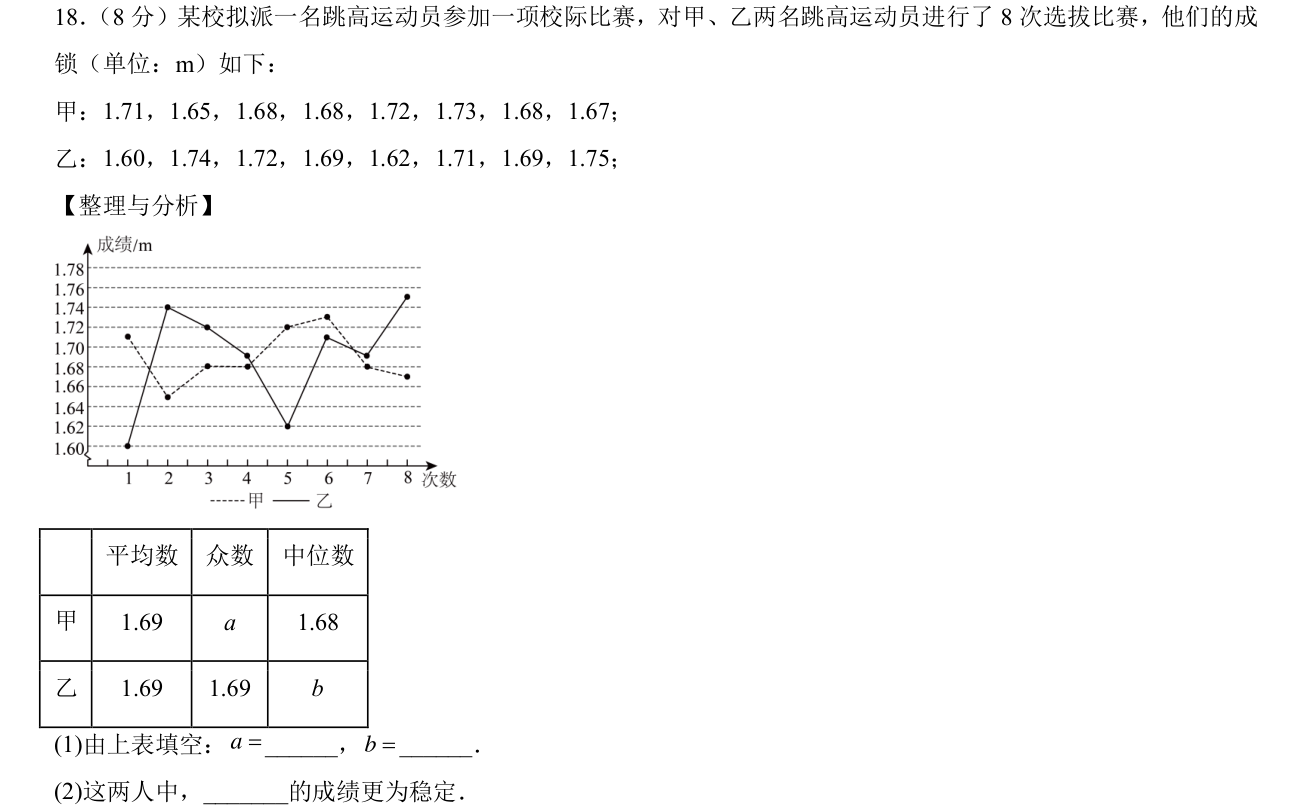 18.（8 分）某校拟派一名跳高运动员参加一项校际比赛，对甲、乙两名跳高运动员进行了 8 次选拔比赛，他们的成
锁（单位：m）如下：
甲：1.71，1.65，1.68，1.68，1.72，1.73，1.68，1.67；
乙：1.60，1.74，1.72，1.69，1.62，1.71，1.69，1.75；
【整理与分析】
成绩/m
1.78
1.76
1.74
1.72
1.70
1.68
1.66
1.64
1.62
1.60
1 2 3 4 5 6 7 8 次数
甲 乙
平均数 众数 中位数
甲 1.69 a 1.68
乙 1.69 1.69 b
(1)由上表填空：a =______，b =______．
(2)这两人中，_______的成绩更为稳定．